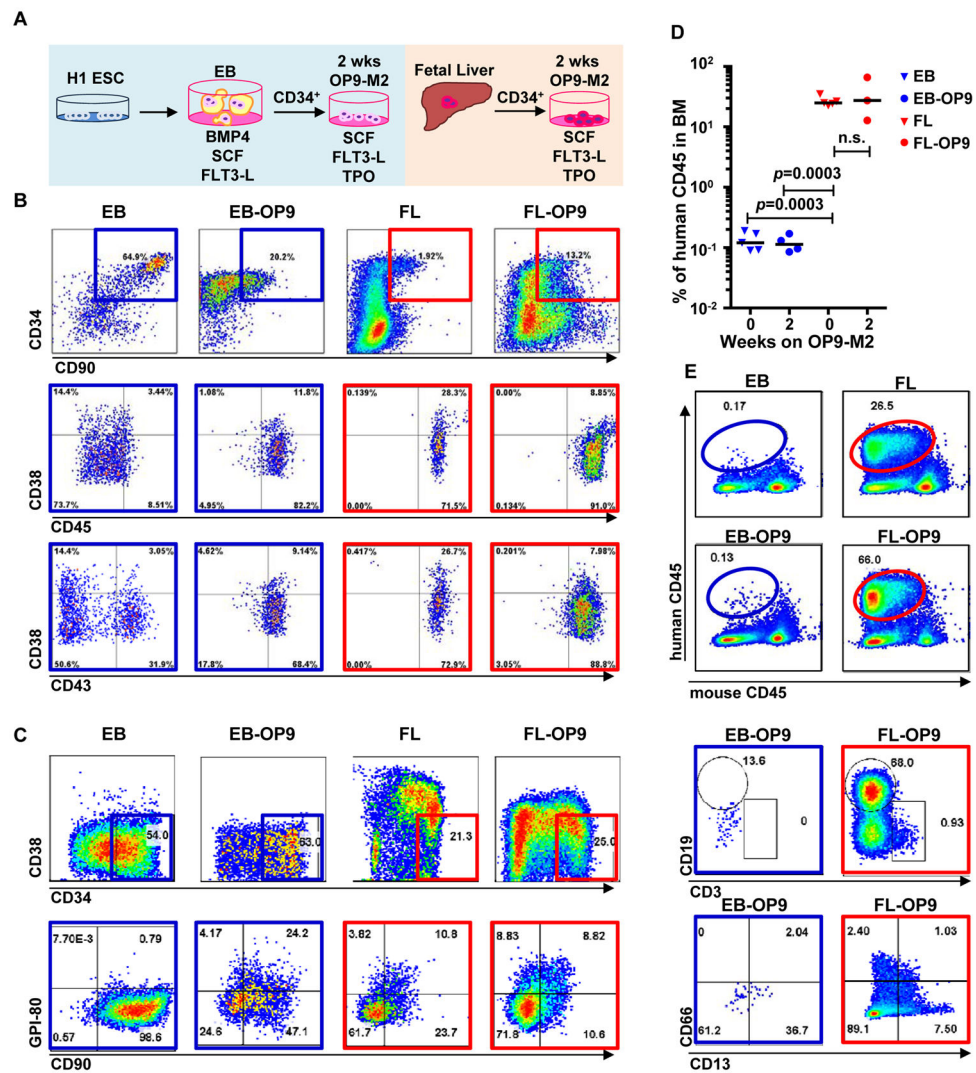 A
H1 ESC
EB
BMP4
SCF
FLT3-L
CD34+
2 wks
OP9-M2
SCF
FLT3-L
TPO
Fetal Liver
CD34+
2 wks
OP9-M2
SCF
FLT3-L
TPO
B
EB EB-OP9 FL FL-OP9
64.9% 20.2% 1.92% 13.2%
CD34
CD90
14.4% 3.44% 1.08% 11.8% 0.139% 28.3% 0.00% 8.85%
CD38
73.7% 8.51% 4.95% 82.2% 0.00% 71.5% 0.134% 91.0%
CD45
14.4% 3.05% 4.62% 9.14% 0.417% 26.7% 0.201% 7.98%
CD38
50.6% 31.9% 17.8% 68.4% 0.00% 72.9% 3.05% 88.8%
CD43
C
EB EB-OP9 FL FL-OP9
CD38
54.0 63.0 21.3 25.0
CD34
7.70E-3 0.79 4.17 24.2 3.82 10.8 8.83 8.82
GPI-80
0.57 98.6 47.1 61.7 23.7 10.6
CD90
D
% of human CD45 in BM
10²
10¹
10⁰
10⁻¹
10⁻²
n.s.
p=0.0003
p=0.0003
0 2 0 2
Weeks on OP9-M2
EB
EB-OP9
FL
FL-OP9
E
EB FL
0.17 26.5
EB-OP9 FL-OP9
0.13 66.0
human CD45
mouse CD45
EB-OP9 FL-OP9
13.6 68.0
0 0.93
CD19
CD3
EB-OP9 FL-OP9
0 2.04 2.40 1.03
CD66
61.2 36.7 89.1 7.50
CD13